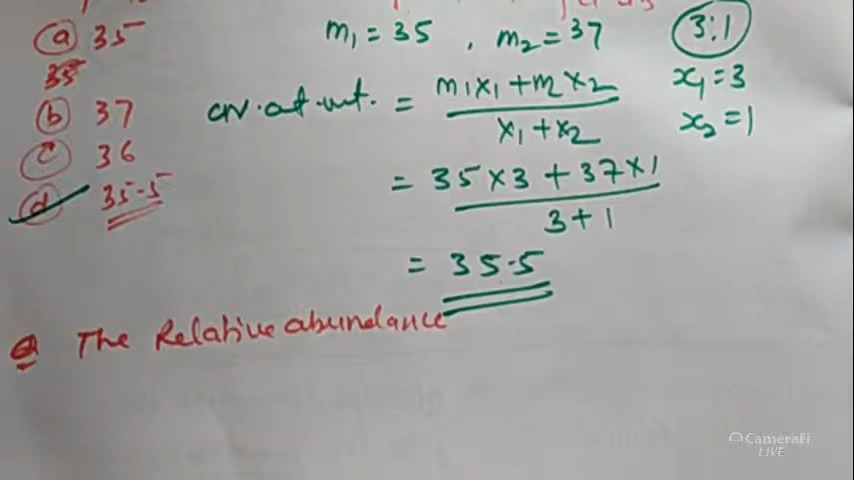 m₁ = 35 , m₂ = 37 3:1
ⓐ 35
35
x₁ = 3
av. at. wt. = m₁x₁ + m₂x₂ / x₁ + x₂
ⓑ 37
x₂ = 1
ⓒ 36
= 35 × 3 + 37 × 1 / 3 + 1
ⓓ 35.5
= 35.5
Q The Relative abundance
CameraFi
LIVE